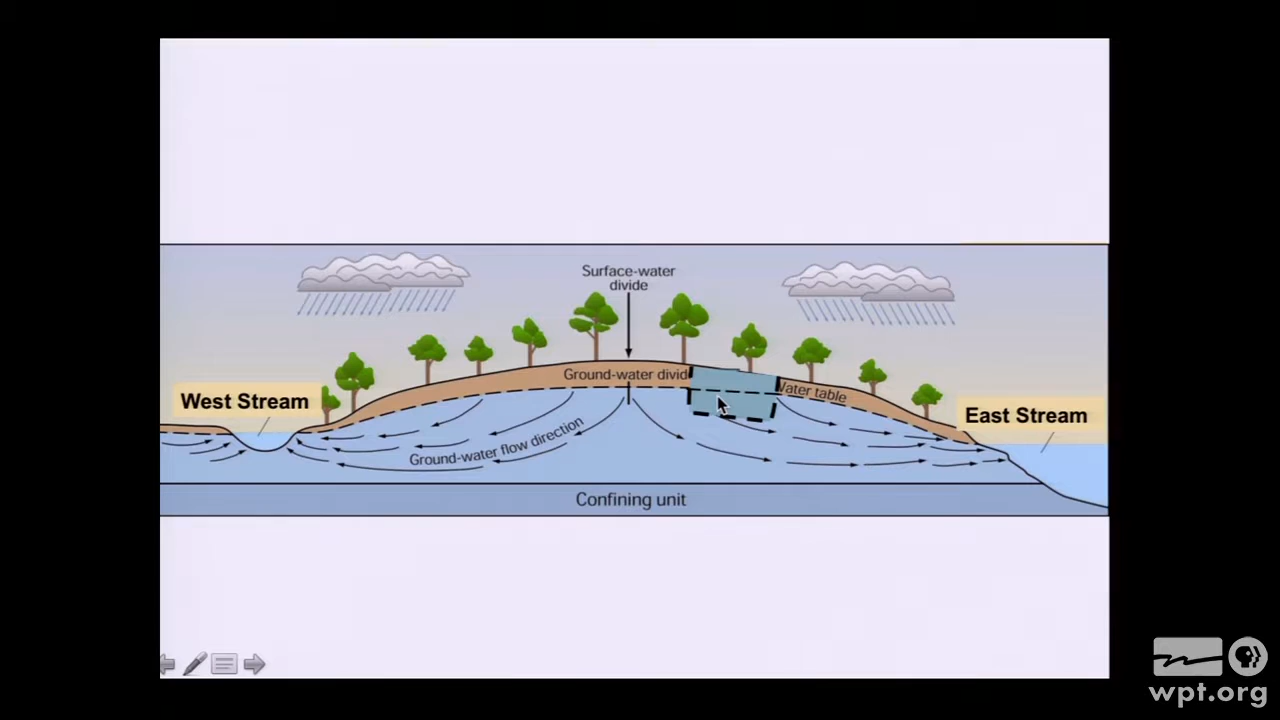 Surface-water
divide
Ground-water divid
Water table
West Stream
East Stream
Ground-water flow direction
Confining unit
wpt.org